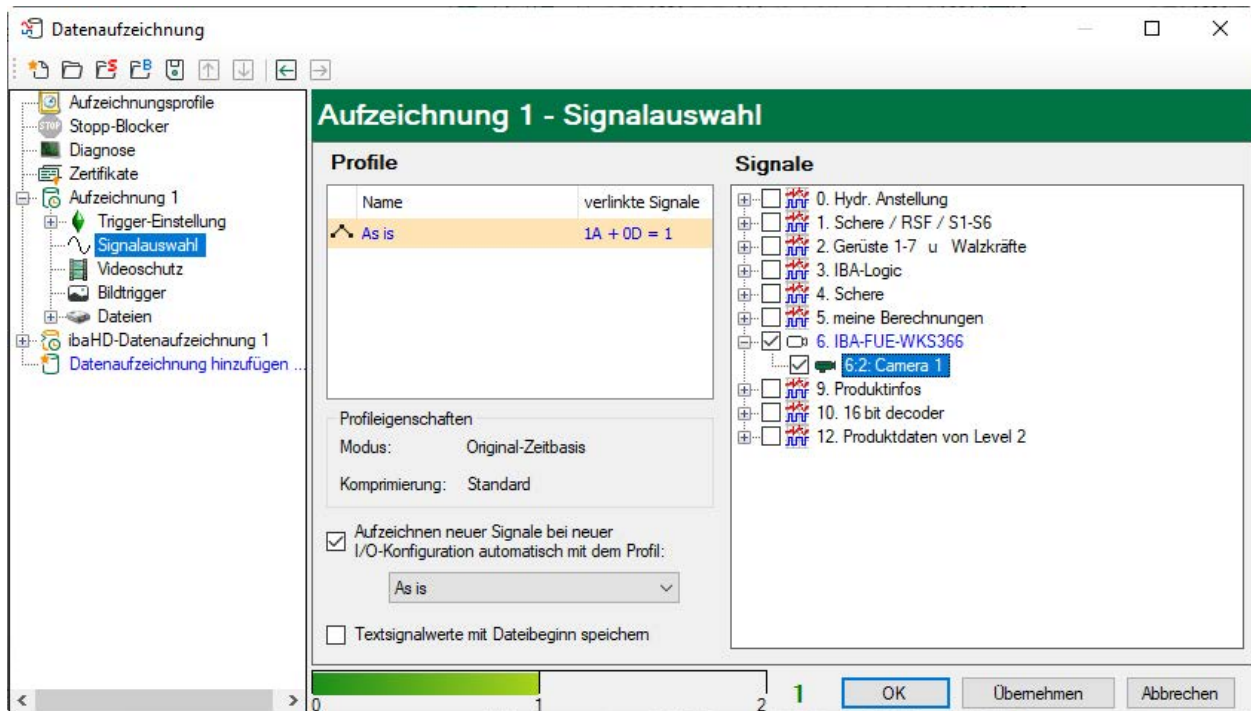 Datenaufzeichnung
Aufzeichnungsprofile
STOP
Stopp-Blocker
Diagnose
Zertifikate
Aufzeichnung 1
Trigger-Einstellung
Signalauswahl
Videoschutz
Bildtrigger
Dateien
ibaHD-Datenaufzeichnung 1
Datenaufzeichnung hinzufügen ...
Aufzeichnung 1 - Signalauswahl
Profile
Name verlinkte Signale
As is 1A + 0D = 1
Profileigenschaften
Modus: Original-Zeitbasis
Komprimierung: Standard
Aufzeichnen neuer Signale bei neuer
I/O-Konfiguration automatisch mit dem Profil:
As is
Textsignalwerte mit Dateibeginn speichern
Signale
0. Hydr. Anstellung
1. Schere / RSF / S1-S6
2. Gerüste 1-7 u Walzkräfte
3. IBA-Logic
4. Schere
5. meine Berechnungen
6. IBA-FUE-WKS366
6:2: Camera 1
9. Produktinfos
10. 16 bit decoder
12. Produktdaten von Level 2
0 1 2
1
OK Übernehmen Abbrechen